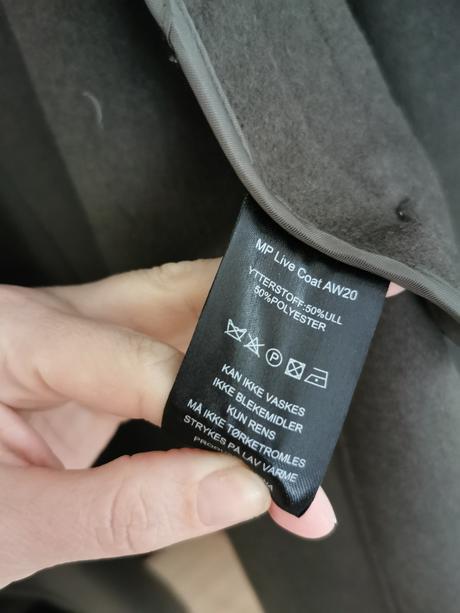 MP Live Coat AW20
YTTERSTOFF:50%ULL
50%POLYESTER
P
KAN IKKE VASKES
IKKE BLEKEMIDLER
KUN RENS
MÅ IKKE TØRKETROMLES
STRYKES PÅ LAV VARME